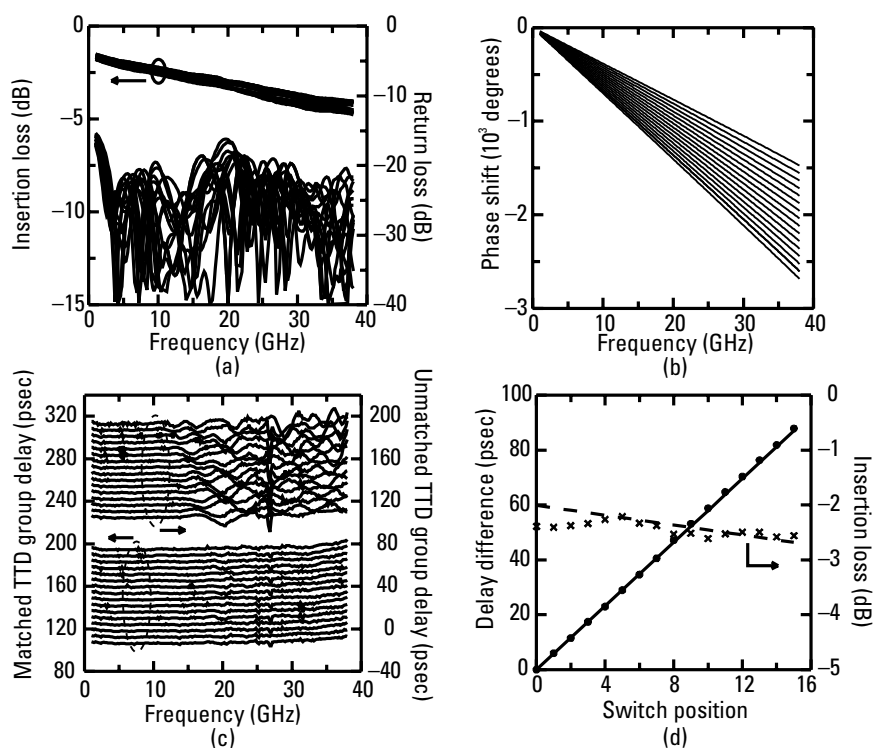 0
−5
−10
−15
Insertion loss (dB)
0
−10
−20
−30
−40
Return loss (dB)
0 10 20 30 40
Frequency (GHz)
(a)
0
−1
−2
−3
Phase shift (10³ degrees)
0 10 20 30 40
Frequency (GHz)
(b)
320
280
240
200
160
120
80
Matched TTD group delay (psec)
200
160
120
80
40
0
−40
Unmatched TTD group delay (psec)
0 10 20 30 40
Frequency (GHz)
(c)
100
80
60
40
20
0
Delay difference (psec)
0
−1
−2
−3
−4
−5
Insertion loss (dB)
0 4 8 12 16
Switch position
(d)